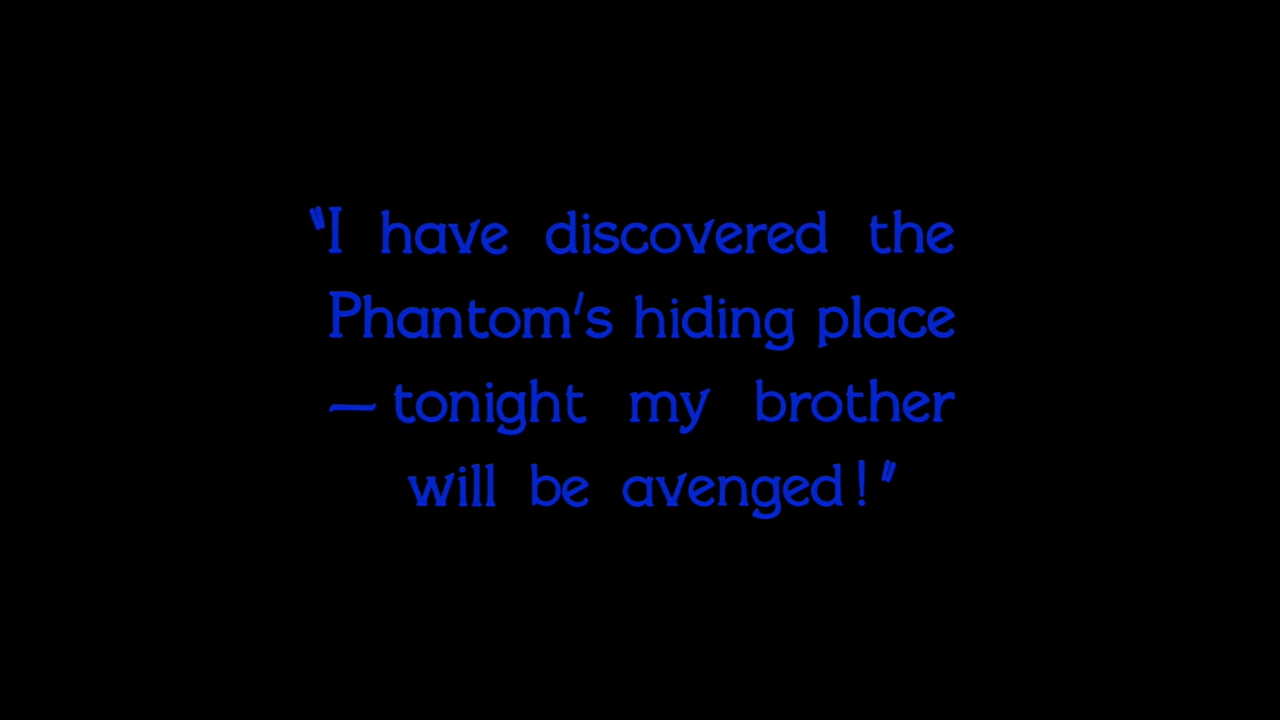 "I have discovered the
Phantom's hiding place
— tonight my brother
will be avenged!"